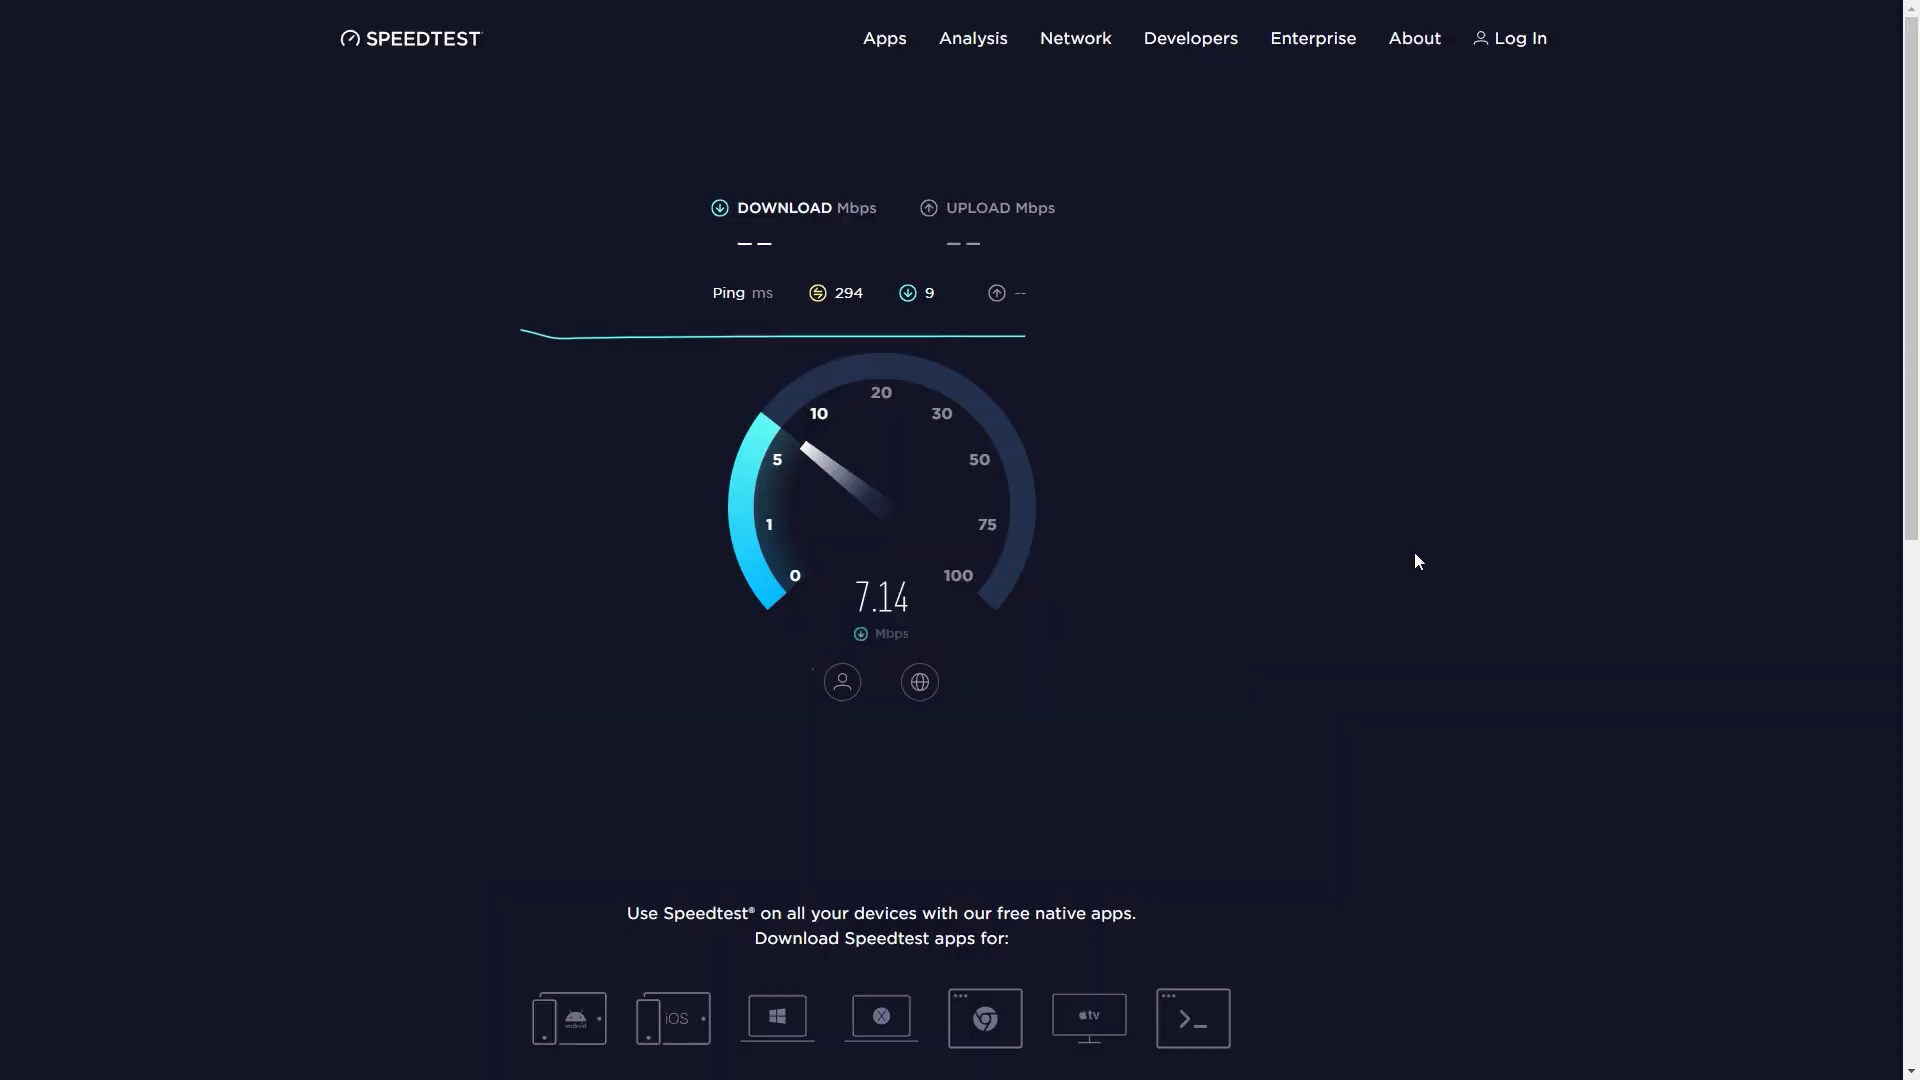 SPEEDTEST
Apps Analysis Network Developers Enterprise About Log In
DOWNLOAD Mbps UPLOAD Mbps
— — — —
Ping ms 294 9 --
20
10 30
5 50
1 75
0 100
7.14
Mbps
Use Speedtest® on all your devices with our free native apps.
Download Speedtest apps for:
android iOS X tv